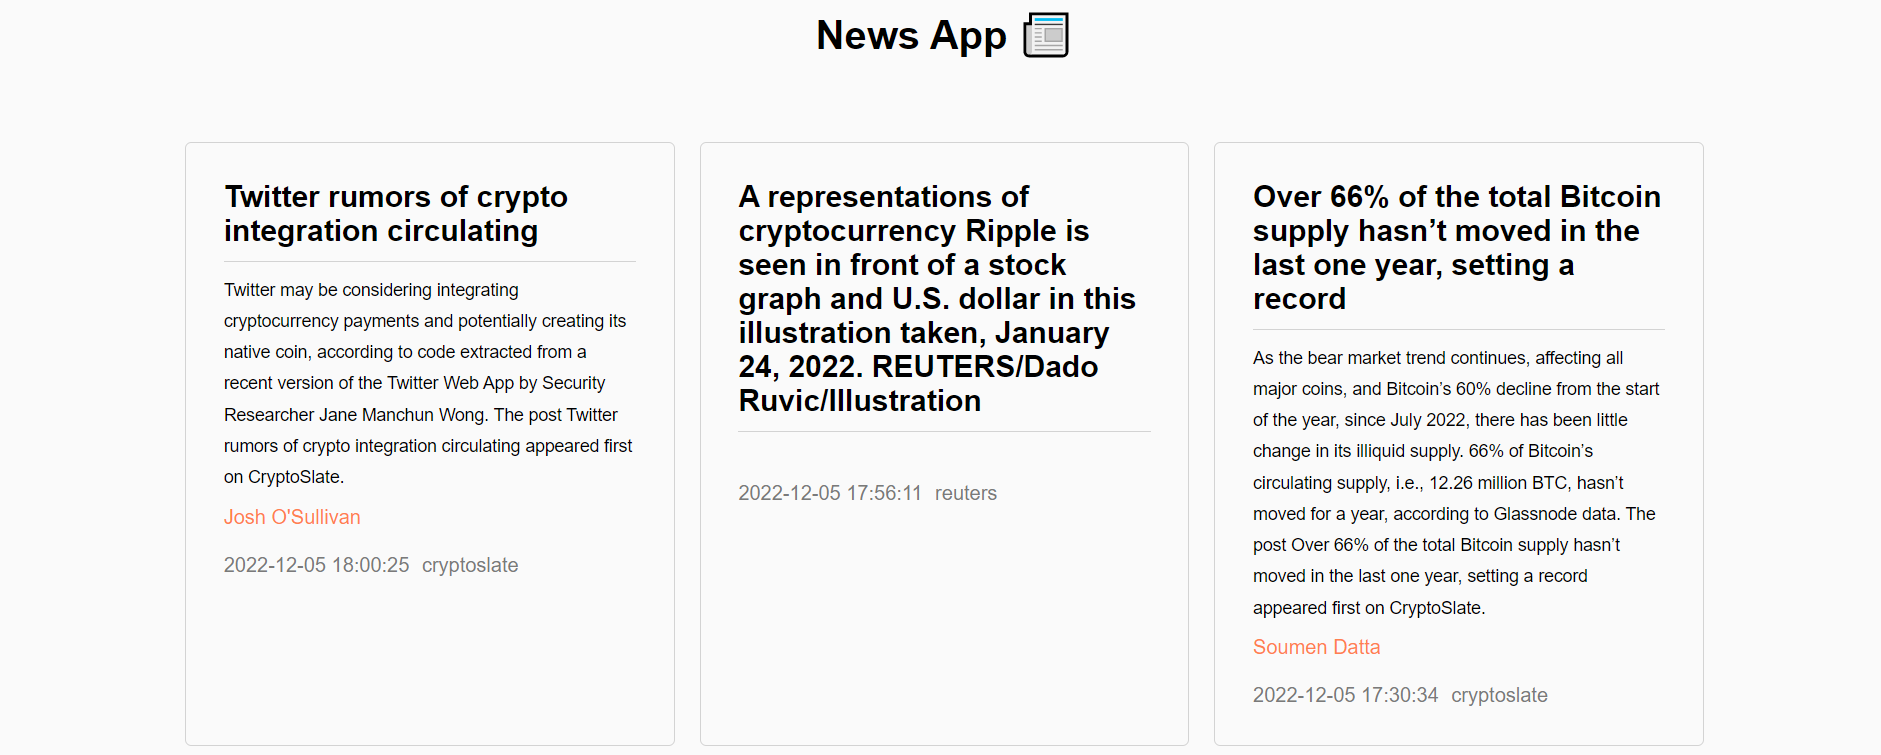 News App
Twitter rumors of crypto
integration circulating
Twitter may be considering integrating
cryptocurrency payments and potentially creating its
native coin, according to code extracted from a
recent version of the Twitter Web App by Security
Researcher Jane Manchun Wong. The post Twitter
rumors of crypto integration circulating appeared first
on CryptoSlate.
Josh O'Sullivan
2022-12-05 18:00:25 cryptoslate
A representations of
cryptocurrency Ripple is
seen in front of a stock
graph and U.S. dollar in this
illustration taken, January
24, 2022. REUTERS/Dado
Ruvic/Illustration
2022-12-05 17:56:11 reuters
Over 66% of the total Bitcoin
supply hasn’t moved in the
last one year, setting a
record
As the bear market trend continues, affecting all
major coins, and Bitcoin’s 60% decline from the start
of the year, since July 2022, there has been little
change in its illiquid supply. 66% of Bitcoin’s
circulating supply, i.e., 12.26 million BTC, hasn’t
moved for a year, according to Glassnode data. The
post Over 66% of the total Bitcoin supply hasn’t
moved in the last one year, setting a record
appeared first on CryptoSlate.
Soumen Datta
2022-12-05 17:30:34 cryptoslate